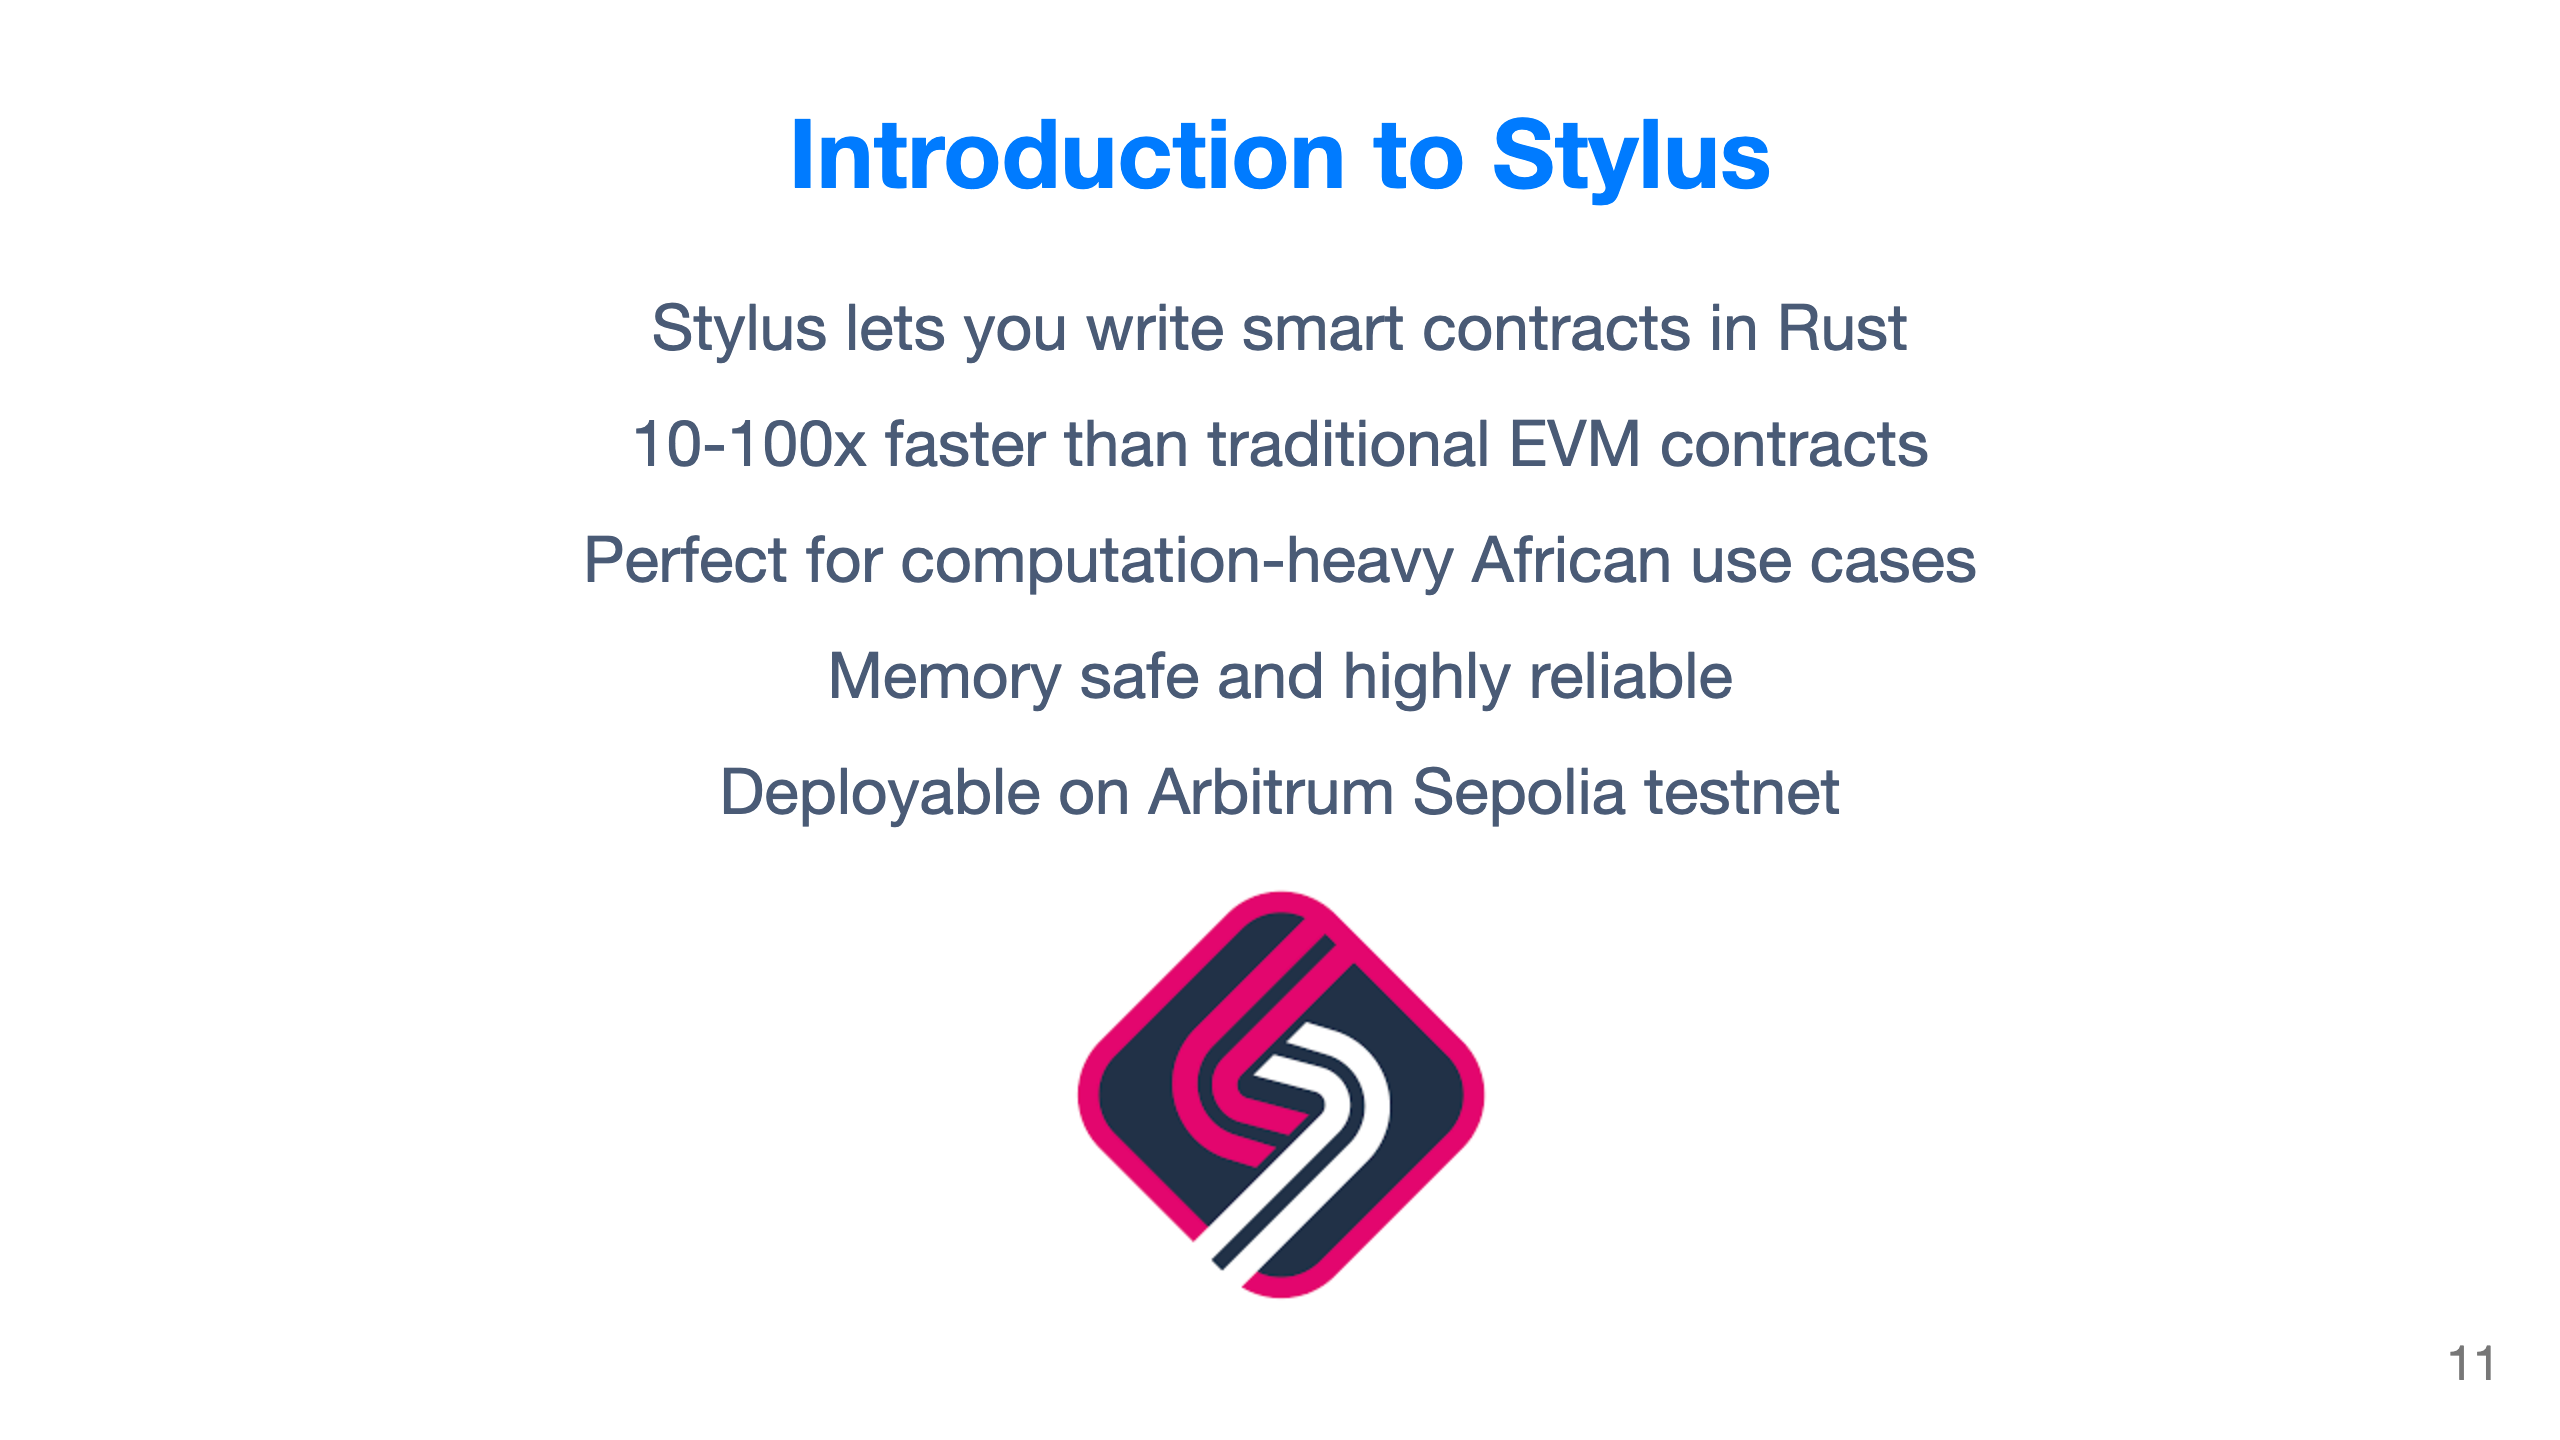 Introduction to Stylus
Stylus lets you write smart contracts in Rust
10-100x faster than traditional EVM contracts
Perfect for computation-heavy African use cases
Memory safe and highly reliable
Deployable on Arbitrum Sepolia testnet
11